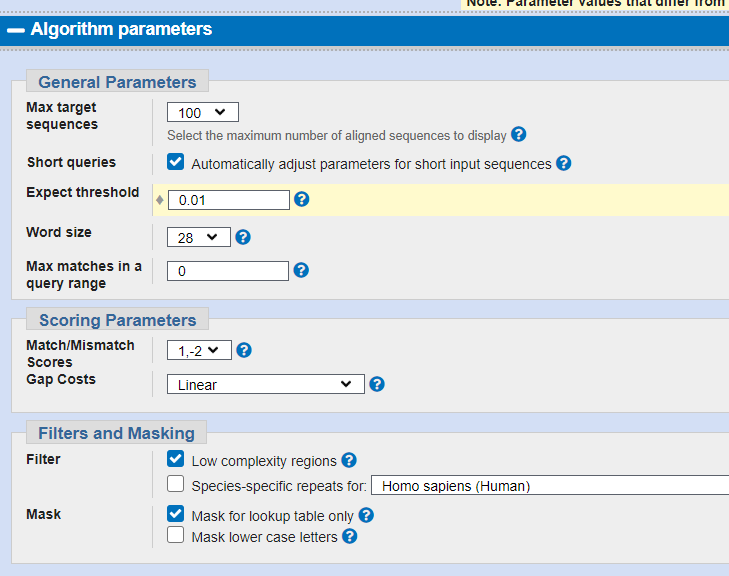 Note: Parameter values that differ from
Algorithm parameters
General Parameters
Max target
sequences
100
Select the maximum number of aligned sequences to display ?
Short queries
Automatically adjust parameters for short input sequences ?
Expect threshold
0.01 ?
Word size
28 ?
Max matches in a
query range
0 ?
Scoring Parameters
Match/Mismatch
Scores
1,-2 ?
Gap Costs
Linear ?
Filters and Masking
Filter
Low complexity regions ?
Species-specific repeats for: Homo sapiens (Human)
Mask
Mask for lookup table only ?
Mask lower case letters ?